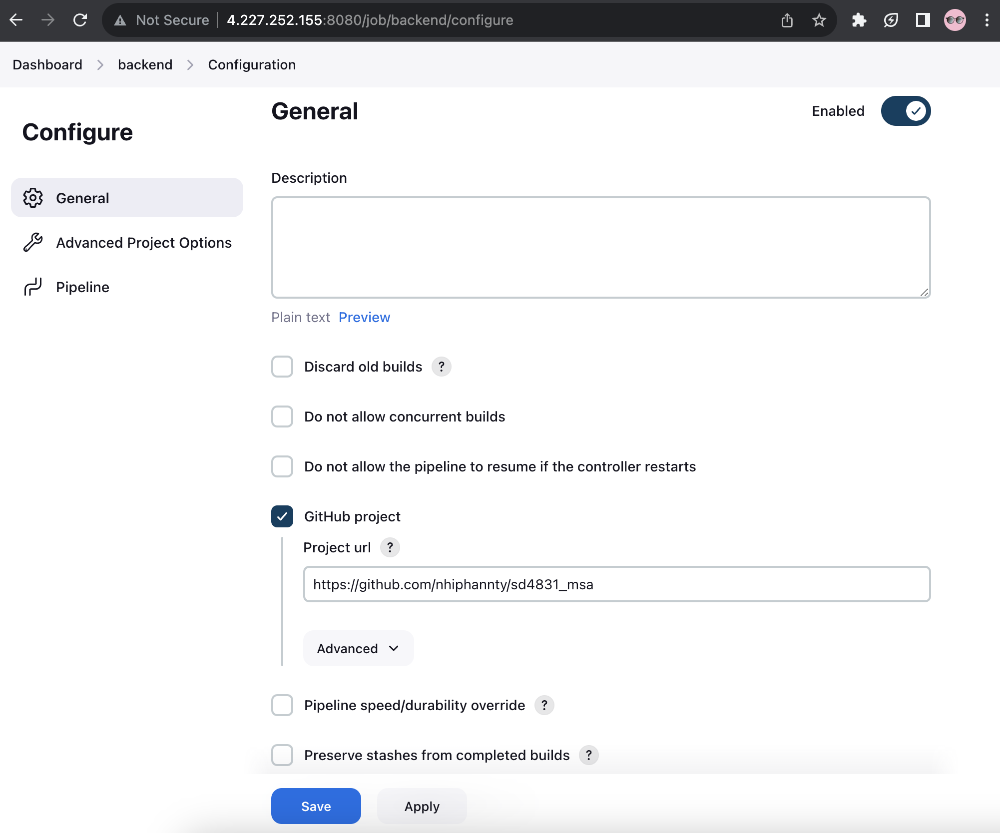 Not Secure 4.227.252.155:8080/job/backend/configure
Dashboard backend Configuration
Configure
General
Advanced Project Options
Pipeline
General
Enabled
Description
Plain text Preview
Discard old builds ?
Do not allow concurrent builds
Do not allow the pipeline to resume if the controller restarts
GitHub project
Project url ?
https://github.com/nhiphannty/sd4831_msa
Advanced
Pipeline speed/durability override ?
Preserve stashes from completed builds ?
Save Apply